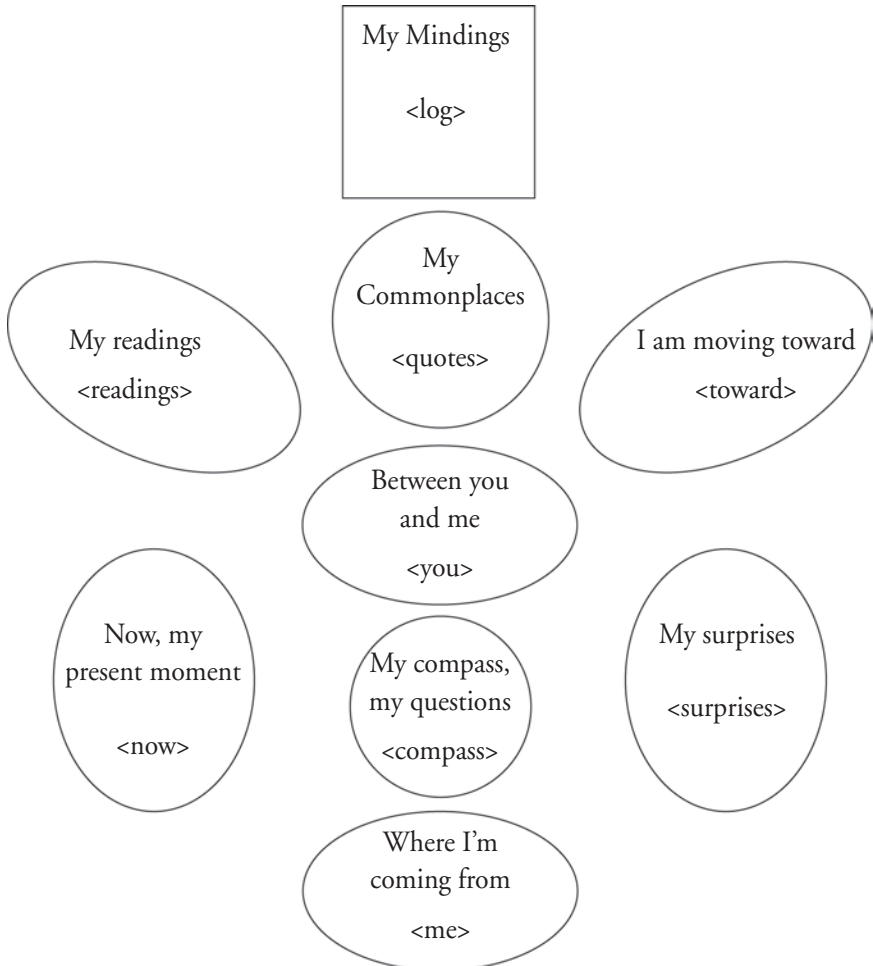 My Mindings
<log>
My
Commonplaces
<quotes>
My readings
<readings>
I am moving toward
<toward>
Between you
and me
<you>
Now, my
present moment
<now>
My compass,
my questions
<compass>
My surprises
<surprises>
Where I'm
coming from
<me>